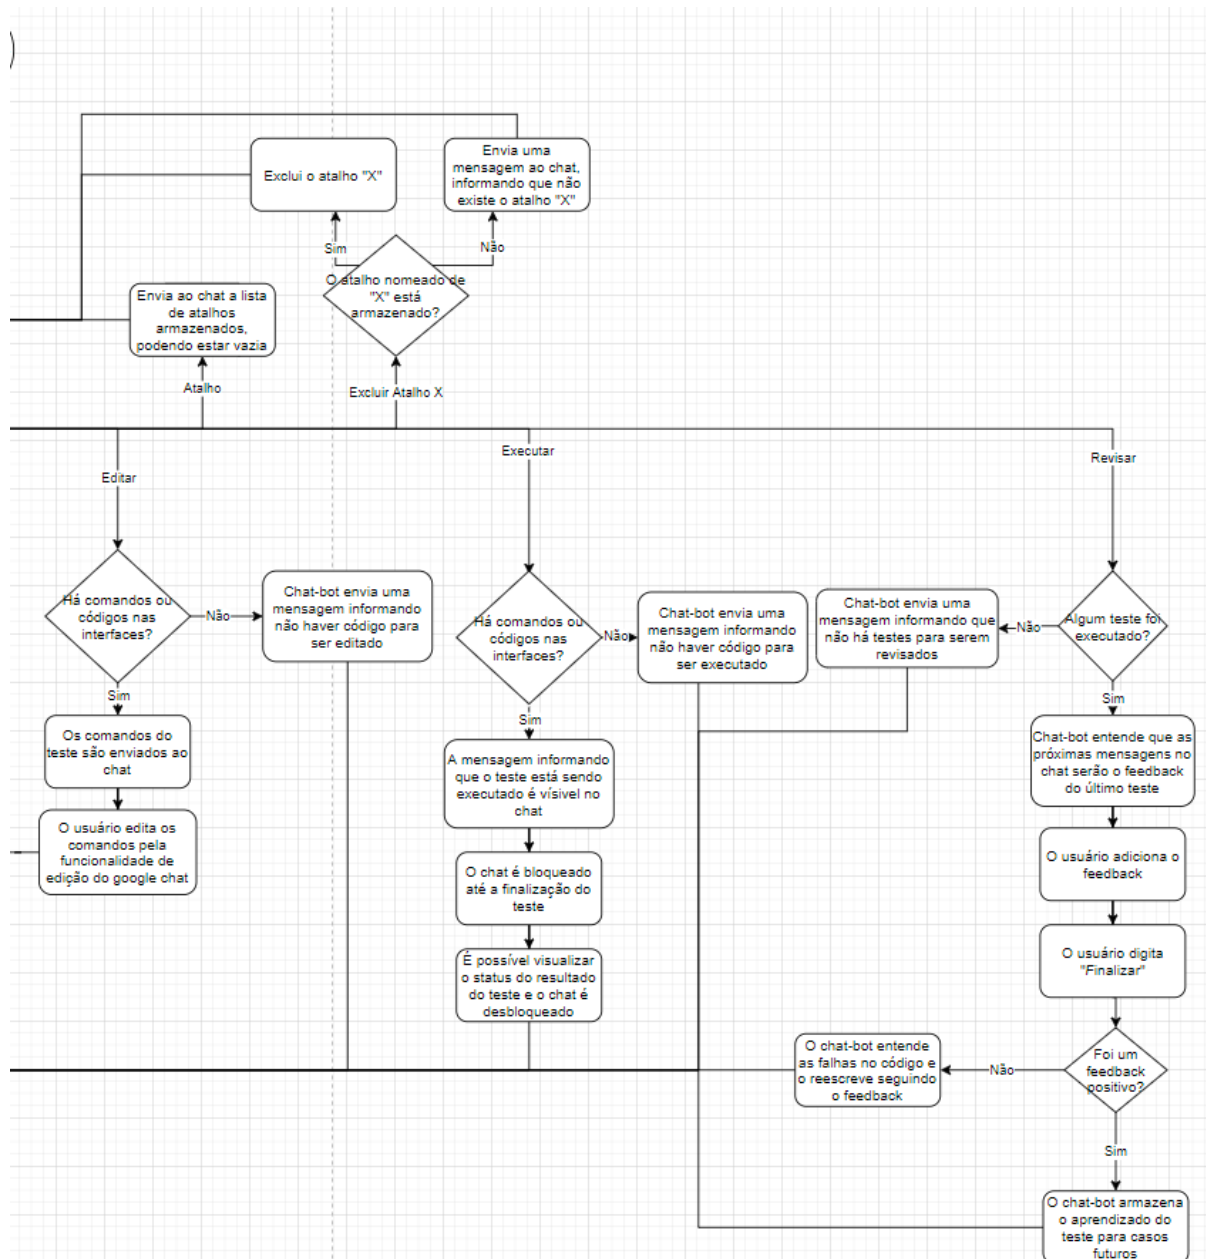 Exclui o atalho "X"
Envia uma
mensagem ao chat,
informando que não
existe o atalho "X"
Sim
Não
O atalho nomeado de
"X" está
armazenado?
Envia ao chat a lista
de atalhos
armazenados,
podendo estar vazia
Atalho
Excluir Atalho X
Editar
Executar
Revisar
Há comandos ou
códigos nas
interfaces?
Não
Chat-bot envia uma
mensagem informando
não haver código para
ser editado
Sim
Os comandos do
teste são enviados ao
chat
O usuário edita os
comandos pela
funcionalidade de
edição do google chat
Há comandos ou
códigos nas
interfaces?
Não
Chat-bot envia uma
mensagem informando
não haver código para
ser executado
Sim
A mensagem informando
que o teste está sendo
executado é vísivel no
chat
O chat é bloqueado
até a finalização do
teste
É possível visualizar
o status do resultado
do teste e o chat é
desbloqueado
Algum teste foi
executado?
Não
Chat-bot envia uma
mensagem informando que
não há testes para serem
revisados
Sim
Chat-bot entende que as
próximas mensagens no
chat serão o feedback
do último teste
O usuário adiciona o
feedback
O usuário digita
"Finalizar"
Foi um
feedback
positivo?
Não
O chat-bot entende
as falhas no código e
o reescreve seguindo
o feedback
Sim
O chat-bot armazena
o aprendizado do
teste para casos
futuros